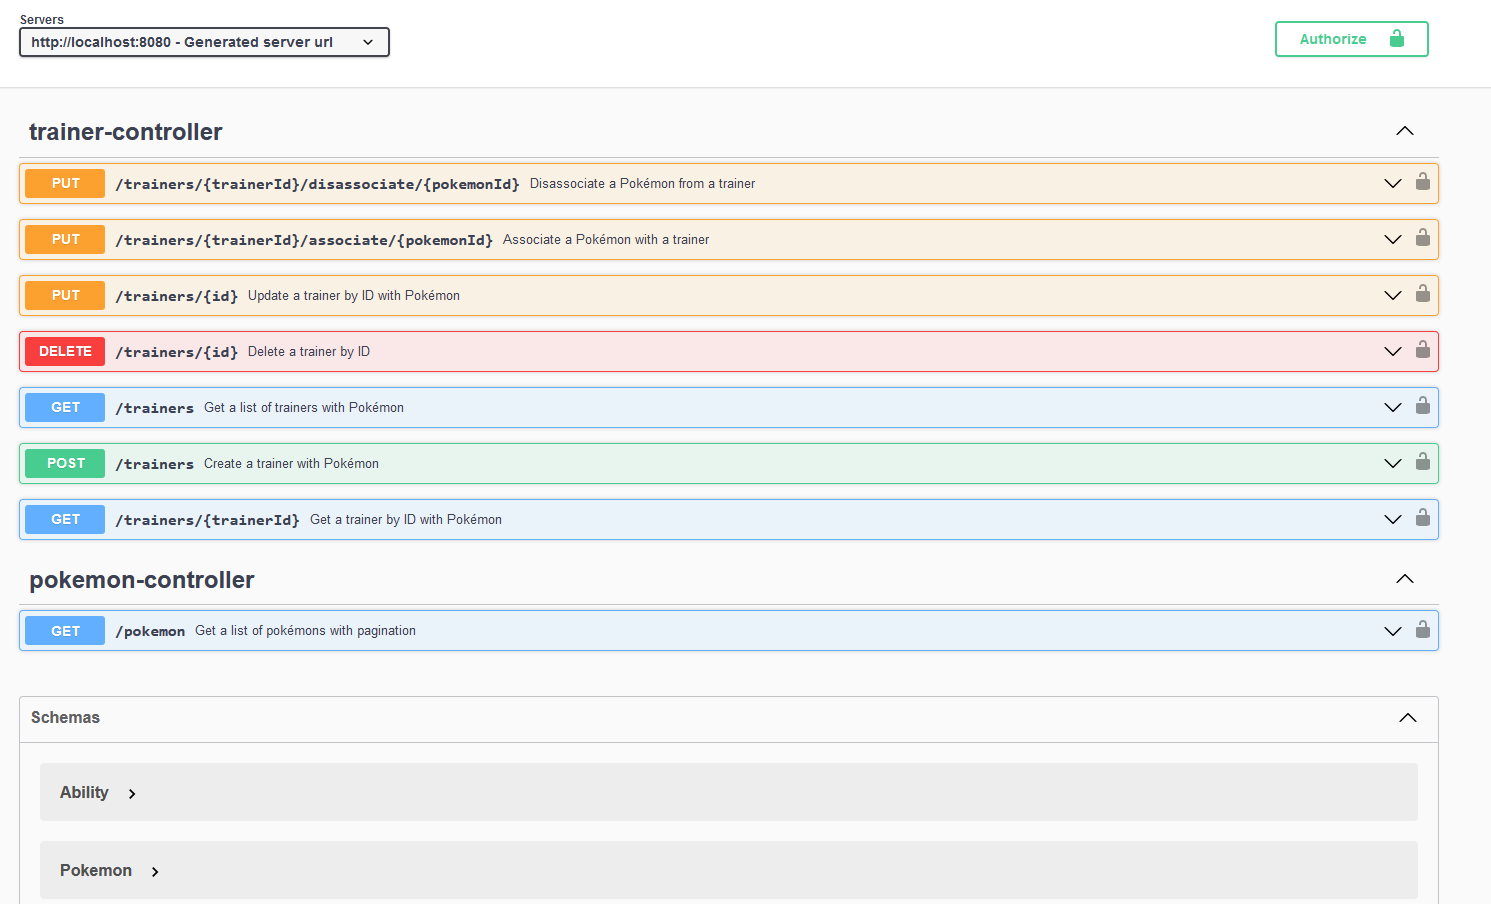 Servers
http://localhost:8080 - Generated server url
Authorize
trainer-controller
PUT /trainers/{trainerId}/disassociate/{pokemonId} Disassociate a Pokémon from a trainer
PUT /trainers/{trainerId}/associate/{pokemonId} Associate a Pokémon with a trainer
PUT /trainers/{id} Update a trainer by ID with Pokémon
DELETE /trainers/{id} Delete a trainer by ID
GET /trainers Get a list of trainers with Pokémon
POST /trainers Create a trainer with Pokémon
GET /trainers/{trainerId} Get a trainer by ID with Pokémon
pokemon-controller
GET /pokemon Get a list of pokémons with pagination
Schemas
Ability
Pokemon